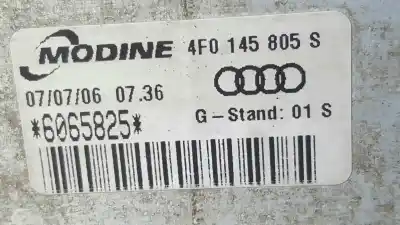 MODINE 4F0 145 805 S
07/07/06 07.36
G-Stand: 01 S
*6065825*